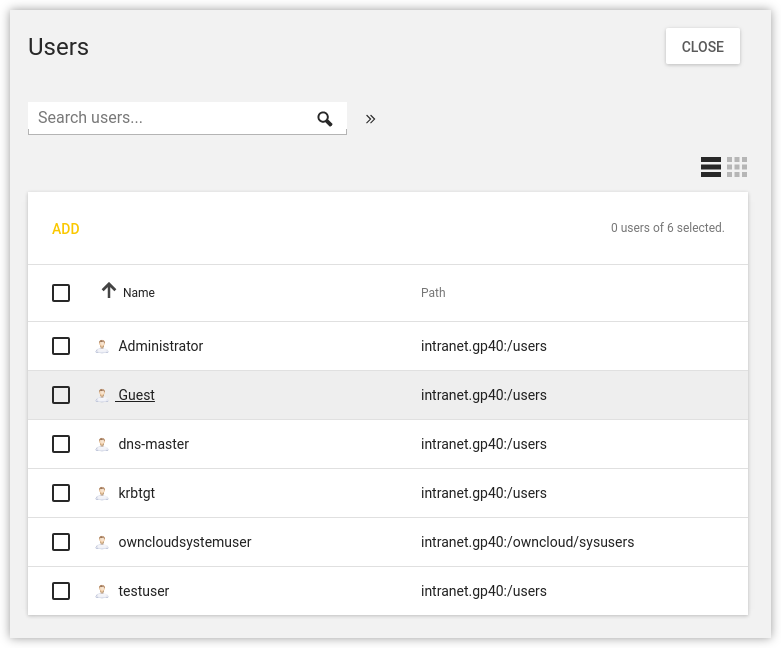 Users
CLOSE
Search users...
»
ADD
0 users of 6 selected.
Name Path
Administrator intranet.gp40:/users
Guest intranet.gp40:/users
dns-master intranet.gp40:/users
krbtgt intranet.gp40:/users
owncloudsystemuser intranet.gp40:/owncloud/sysusers
testuser intranet.gp40:/users